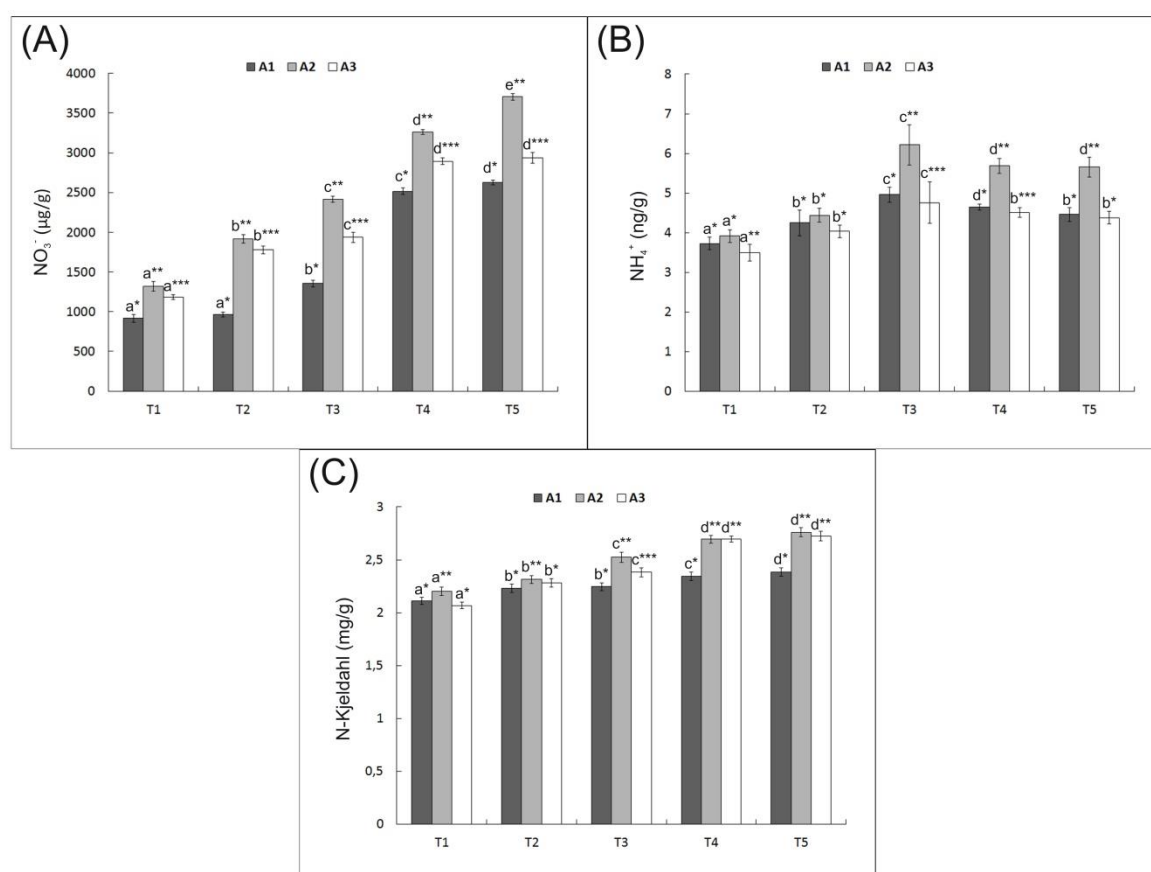 (A)
A1 A2 A3
NO₃⁻ (µg/g)
4000
3500
3000
2500
2000
1500
1000
500
0
a* a** a***
a* b** b***
b* c** c***
c* d** d***
d* e** d***
T1 T2 T3 T4 T5
(B)
A1 A2 A3
NH₄⁺ (ng/g)
8
7
6
5
4
3
2
1
0
a* a* a**
b* b* b*
c* c** c***
d* d** b***
b* d** b*
T1 T2 T3 T4 T5
(C)
A1 A2 A3
N-Kjeldahl (mg/g)
3
2,5
2
1,5
1
0,5
0
a* a** a*
b* b** b*
b* c** c***
c* d** d**
d* d** d**
T1 T2 T3 T4 T5